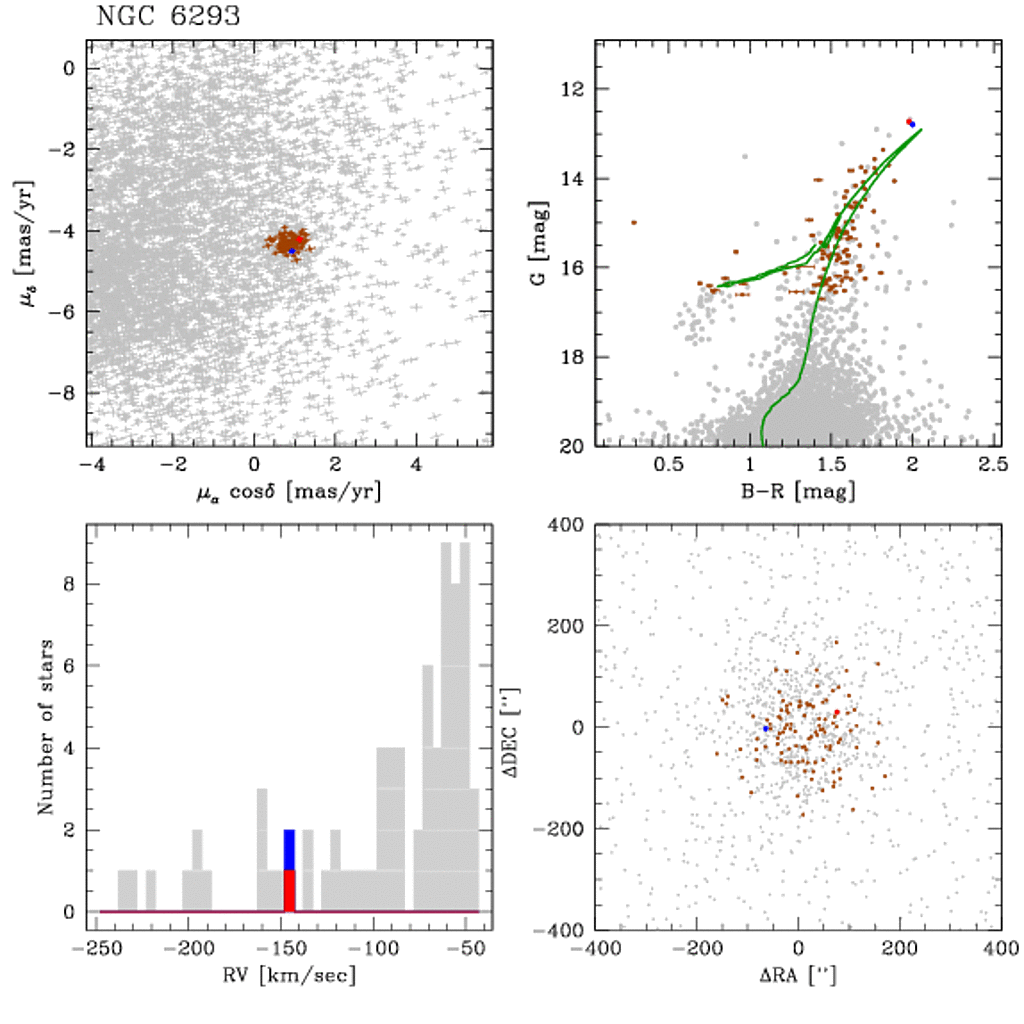 NGC 6293
0
−2
−4
−6
−8
μδ [mas/yr]
−4 −2 0 2 4
μα cosδ [mas/yr]
12
14
16
18
20
G [mag]
0.5 1 1.5 2 2.5
B−R [mag]
8
6
4
2
0
Number of stars
−250 −200 −150 −100 −50
RV [km/sec]
400
200
0
−200
−400
ΔDEC ["]
−400 −200 0 200 400
ΔRA ["]